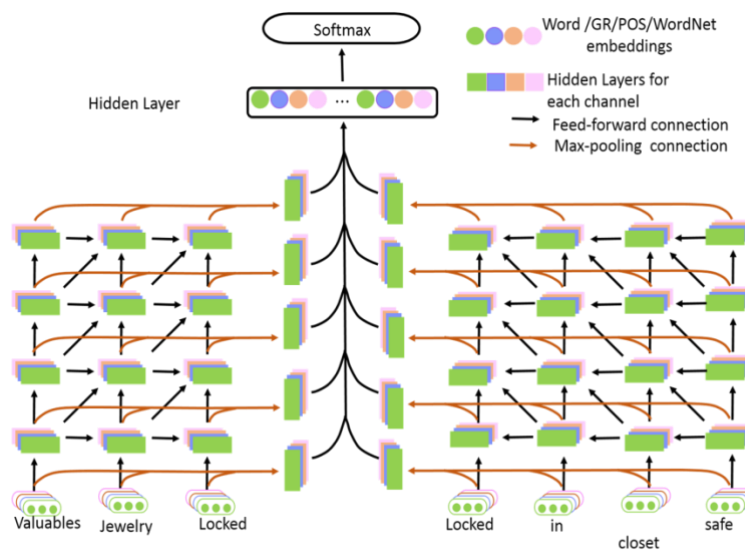 Softmax
Word /GR/POS/WordNet
embeddings
Hidden Layer
...
Hidden Layers for
each channel
Feed-forward connection
Max-pooling connection
Valuables Jewelry Locked Locked in closet safe